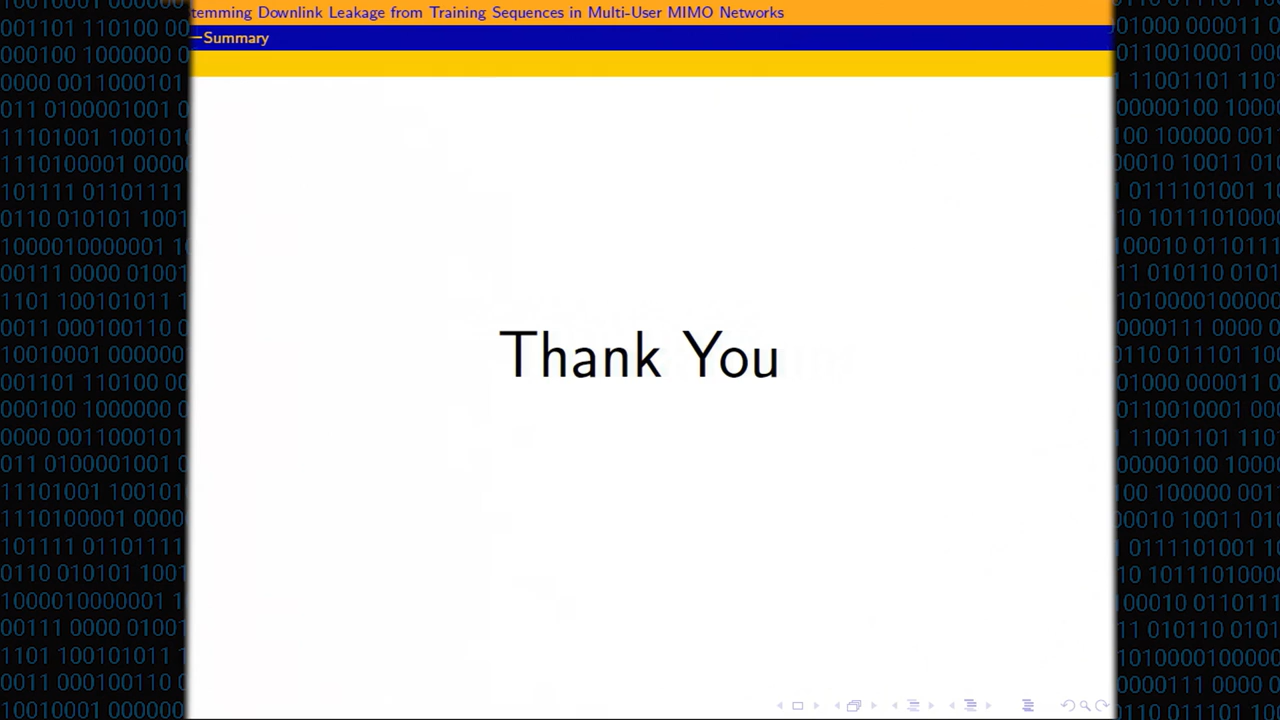 temming Downlink Leakage from Training Sequences in Multi-User MIMO Networks
Summary
Thank You